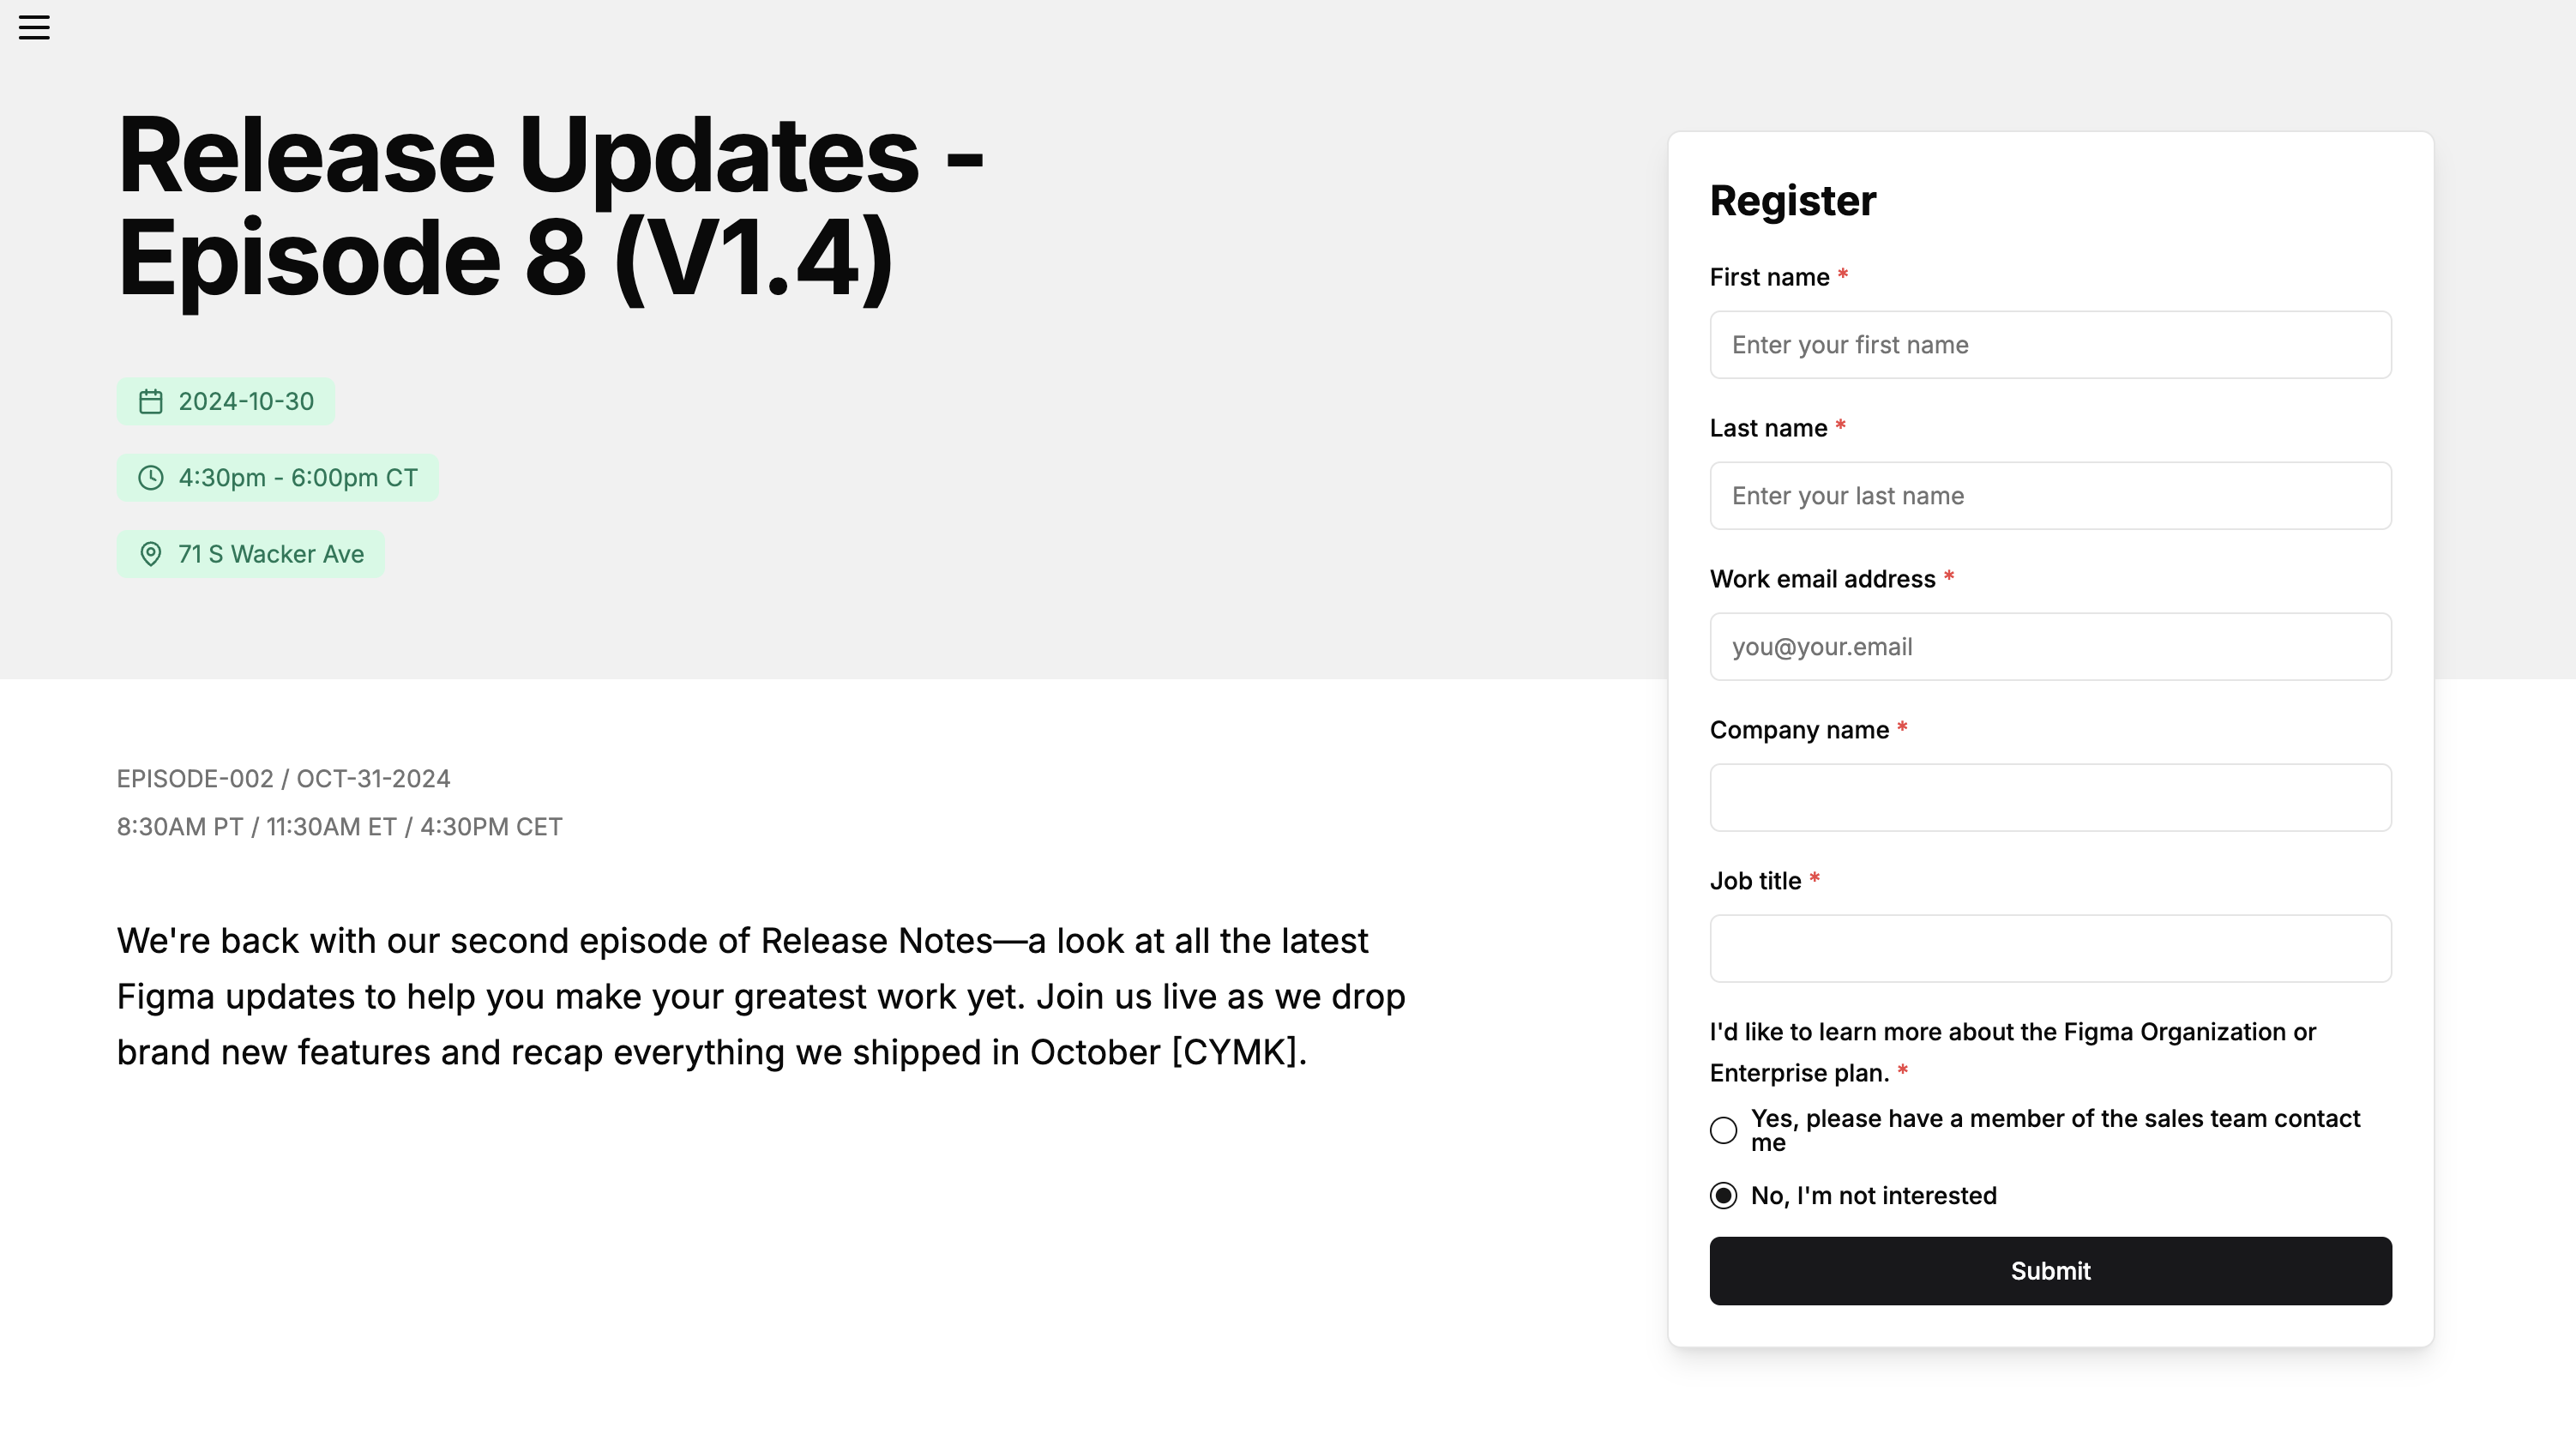 Release Updates -
Episode 8 (V1.4)
2024-10-30
4:30pm - 6:00pm CT
71 S Wacker Ave
EPISODE-002 / OCT-31-2024
8:30AM PT / 11:30AM ET / 4:30PM CET
We're back with our second episode of Release Notes—a look at all the latest
Figma updates to help you make your greatest work yet. Join us live as we drop
brand new features and recap everything we shipped in October [CYMK].
Register
First name *
Enter your first name
Last name *
Enter your last name
Work email address *
you@your.email
Company name *
Job title *
I'd like to learn more about the Figma Organization or
Enterprise plan. *
Yes, please have a member of the sales team contact
me
No, I'm not interested
Submit